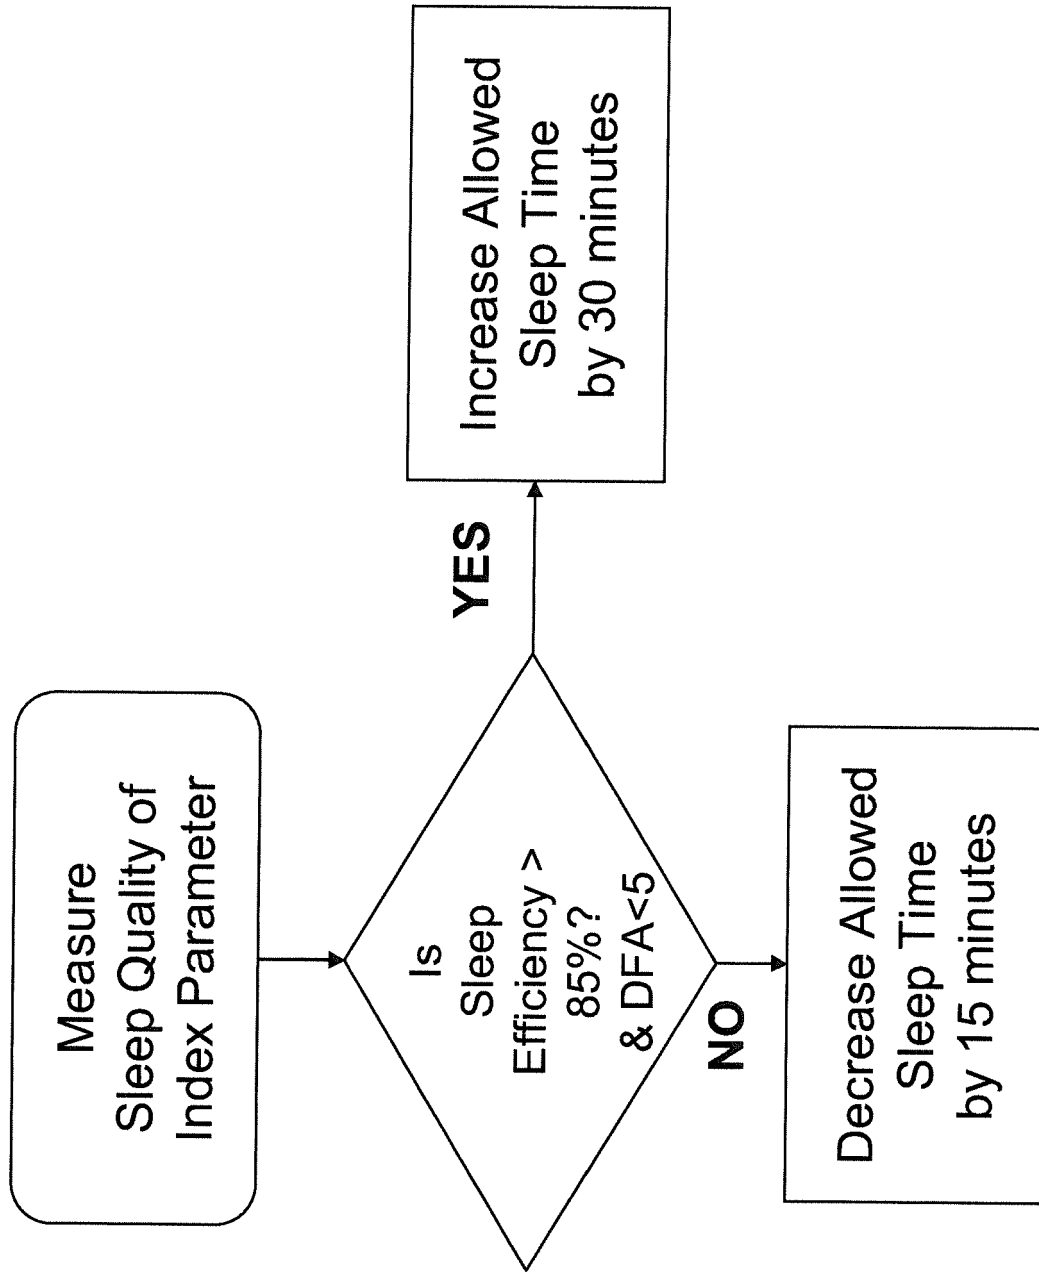 Measure
Sleep Quality of
Index Parameter
Is
Sleep
Efficiency >
85%?
& DFA<5
YES
Increase Allowed
Sleep Time
by 30 minutes
NO
Decrease Allowed
Sleep Time
by 15 minutes